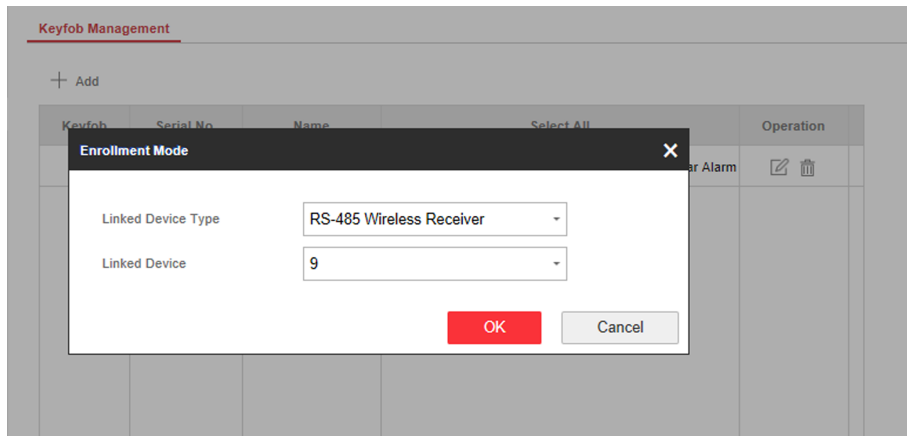 Keyfob Management
+ Add
Keyfob Serial No Name Select All Operation
Enrollment Mode
ar Alarm
Linked Device Type RS-485 Wireless Receiver
Linked Device 9
OK Cancel